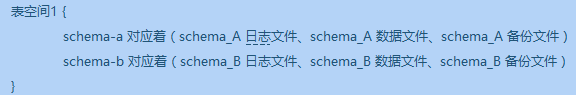 表空间1 {
schema-a 对应着（schema_A 日志文件、schema_A 数据文件、schema_A 备份文件）
schema-b 对应着（schema_B 日志文件、schema_B 数据文件、schema_B 备份文件）
}